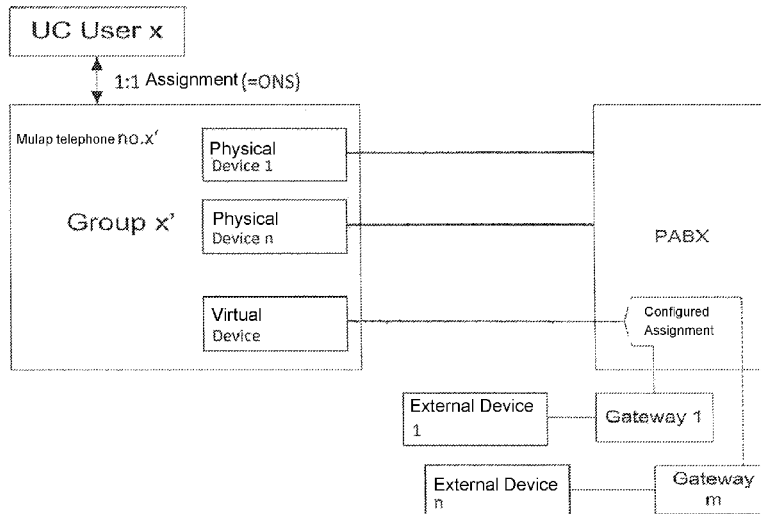 UC User x
1:1 Assignment (=ONS)
Mulap telephone no.x'
Physical
Device 1
Group x'
Physical
Device n
PABX
Virtual
Device
Configured
Assignment
External Device
1
Gateway 1
External Device
n
Gateway
m